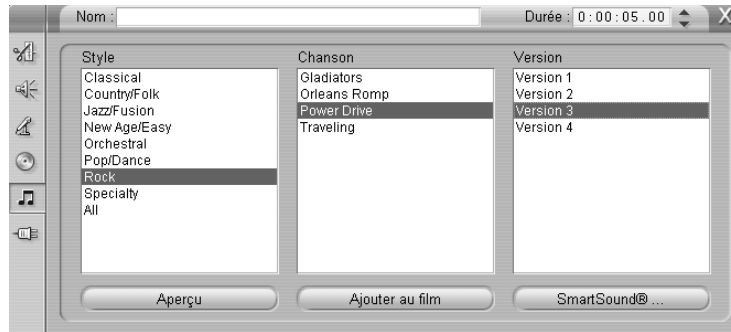 Nom :
Durée : 0:00:05.00
X
Style
Classical
Country/Folk
Jazz/Fusion
New Age/Easy
Orchestral
Pop/Dance
Rock
Specialty
All
Chanson
Gladiators
Orleans Romp
Power Drive
Traveling
Version
Version 1
Version 2
Version 3
Version 4
Aperçu
Ajouter au film
SmartSound® ...